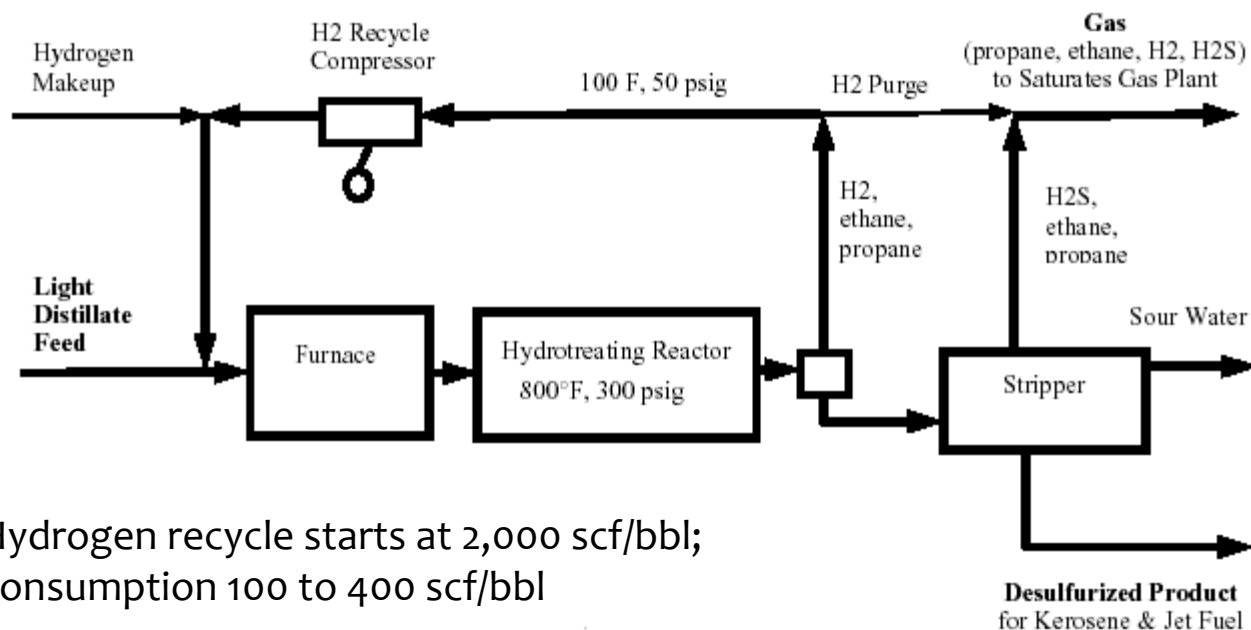 Hydrogen
Makeup
H2 Recycle
Compressor
100 F, 50 psig
H2 Purge
Gas
(propane, ethane, H2, H2S)
to Saturates Gas Plant
H2,
ethane,
propane
H2S,
ethane,
propane
Light
Distillate
Feed
Furnace
Hydrotreating Reactor
800°F, 300 psig
Stripper
Sour Water
Hydrogen recycle starts at 2,000 scf/bbl;
onsumption 100 to 400 scf/bbl
Desulfurized Product
for Kerosene & Jet Fuel